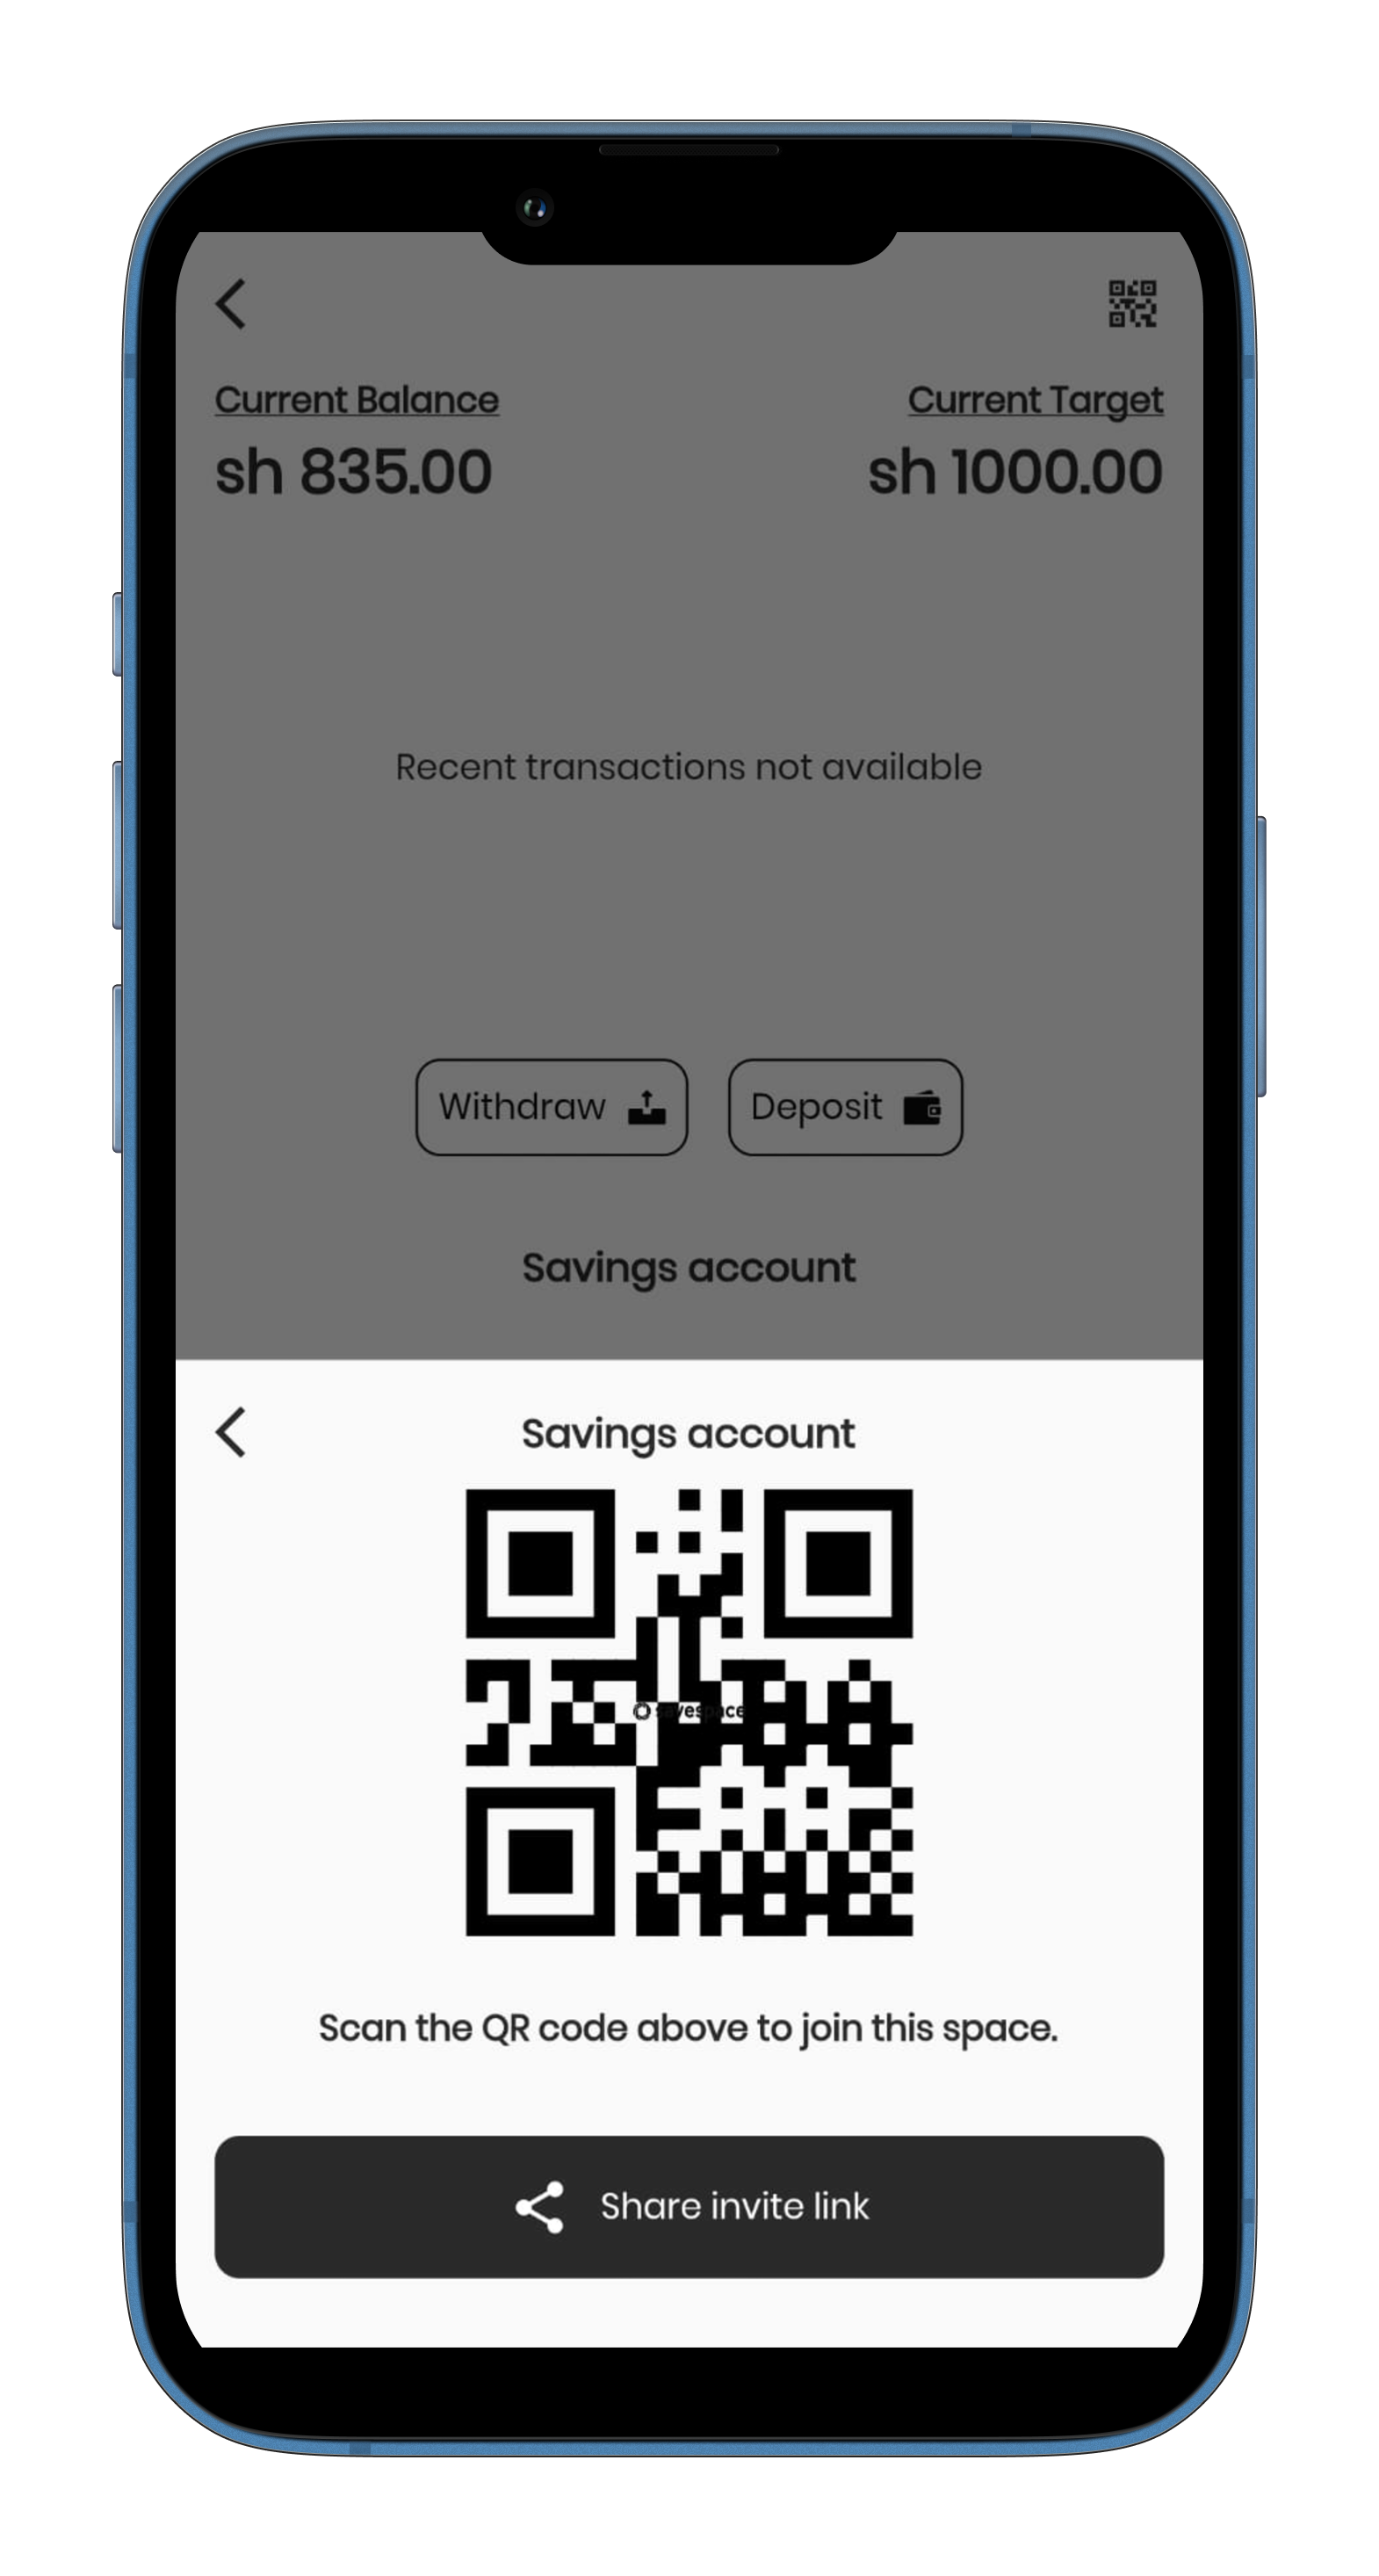 Current Balance Current Target
sh 835.00 sh 1000.00
Recent transactions not available
Withdraw Deposit
Savings account
Savings account
savespace
Scan the QR code above to join this space.
Share invite link